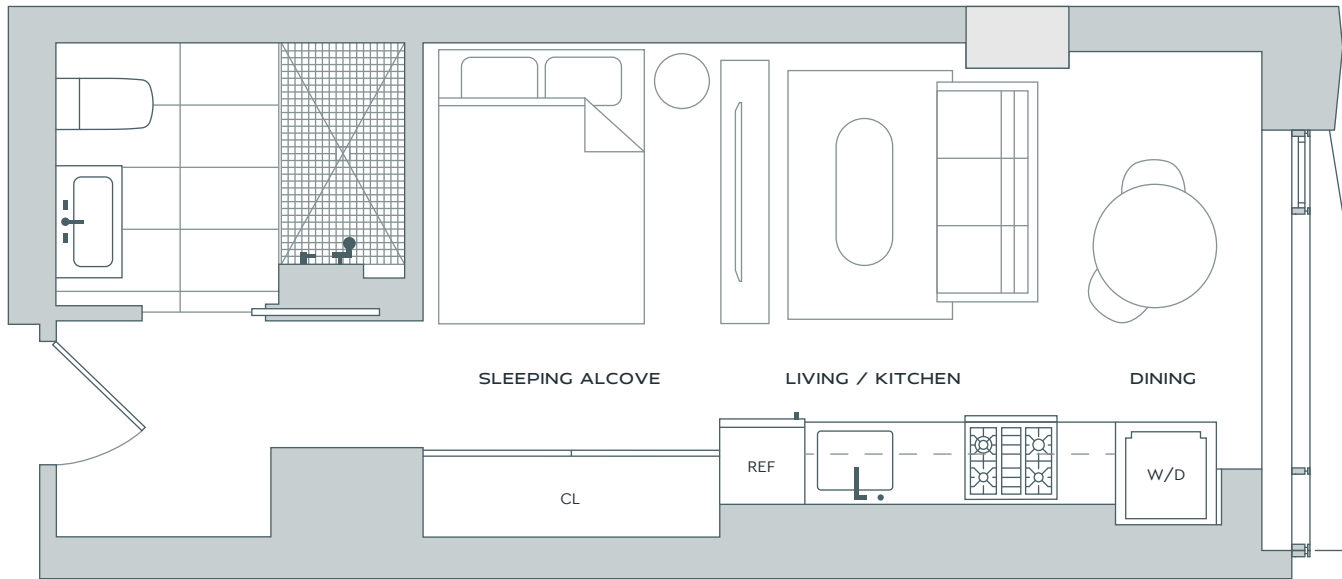 SLEEPING ALCOVE
LIVING / KITCHEN
DINING
REF
W/D
CL